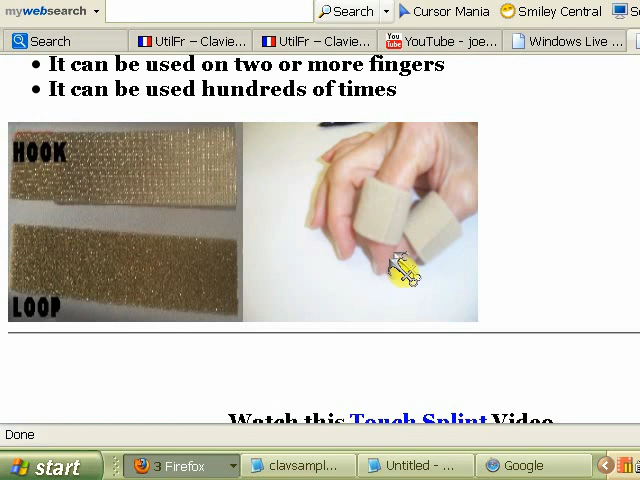 mywebsearch Search Cursor Mania Smiley Central
Search UtilFr – Clavie... UtilFr – Clavie... You Tube YouTube - joe... Windows Live ...
• It can be used on two or more fingers
• It can be used hundreds of times
HOOK
LOOP
Watch this Touch Splint Video
Done
start 3 Firefox clavsampl... Untitled - ... Google